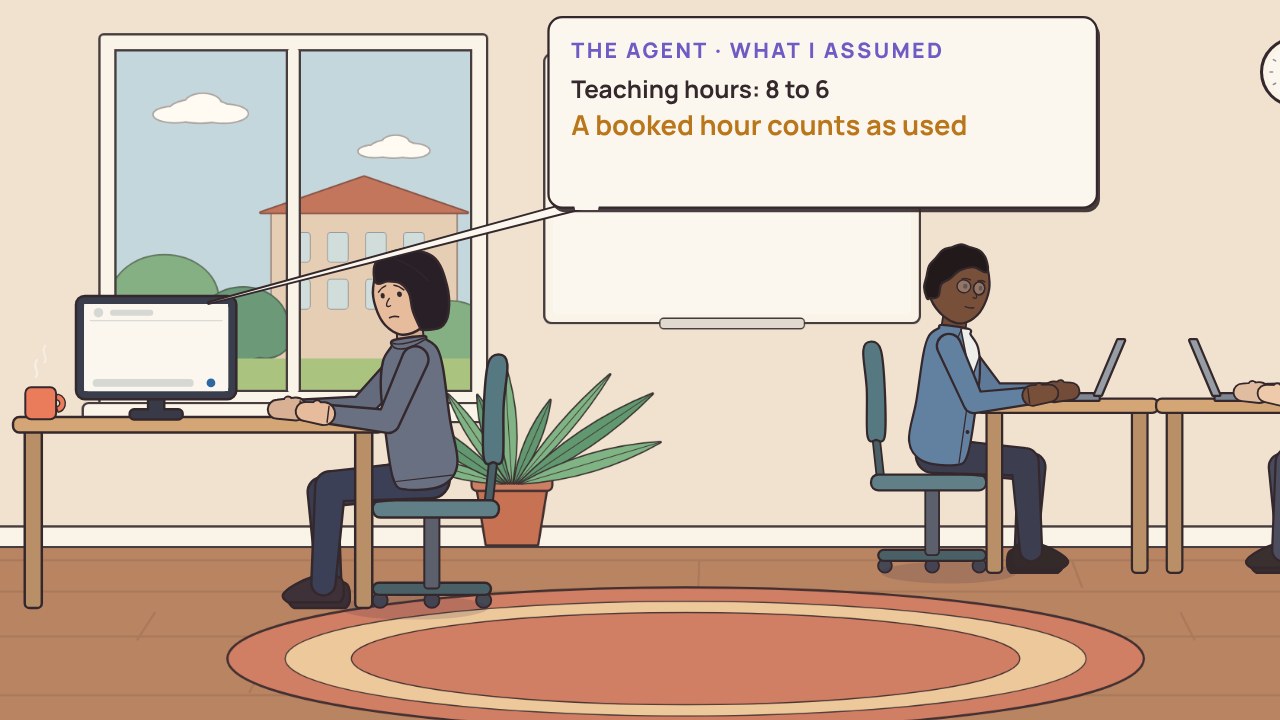 THE AGENT · WHAT I ASSUMED
Teaching hours: 8 to 6
A booked hour counts as used